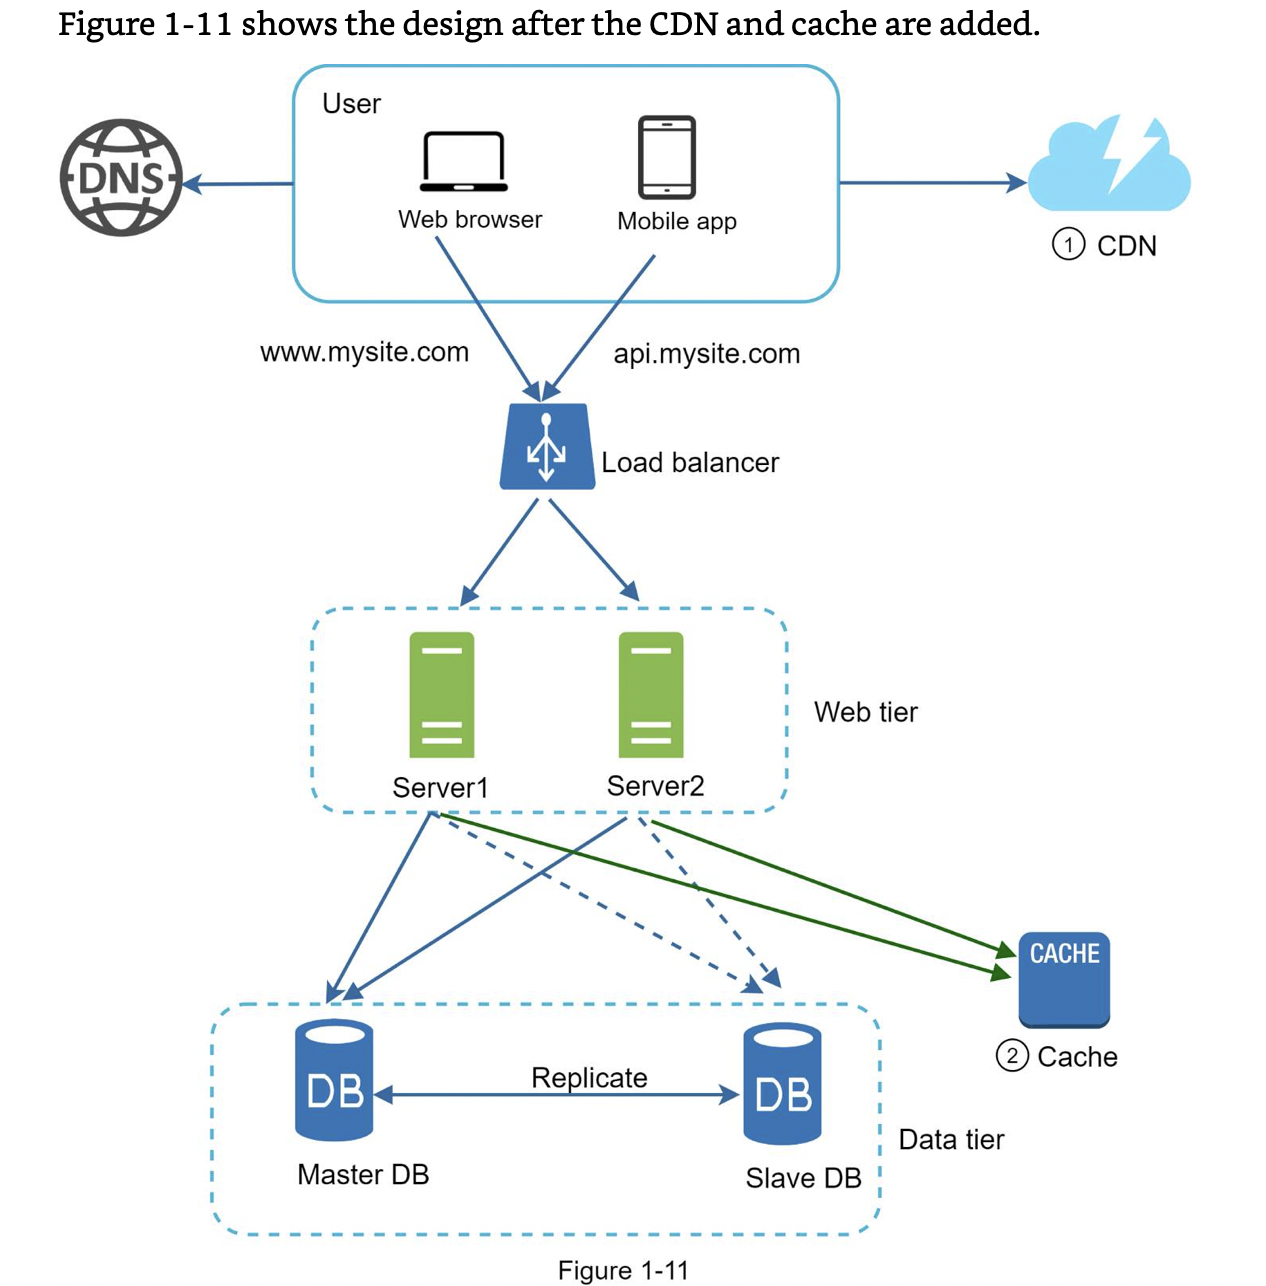 Figure 1-11 shows the design after the CDN and cache are added.
User
DNS
Web browser
Mobile app
① CDN
www.mysite.com
api.mysite.com
Load balancer
Web tier
Server1
Server2
CACHE
② Cache
DB
Replicate
DB
Data tier
Master DB
Slave DB
Figure 1-11